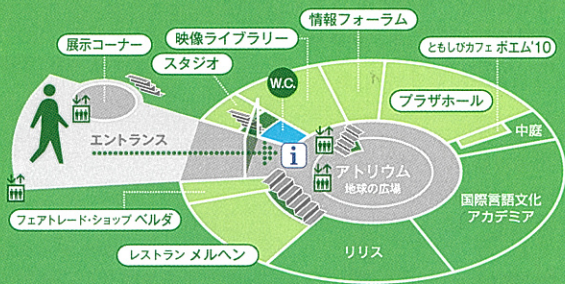 情報フォーラム
映像ライブラリー
展示コーナー
スタジオ
ともしびカフェ ポエム'10
W.C.
プラザホール
エントランス
中庭
i
アトリウム
地球の広場
国際言語文化
アカデミア
フェアトレード・ショップ ベルダ
レストラン メルヘン
リリス